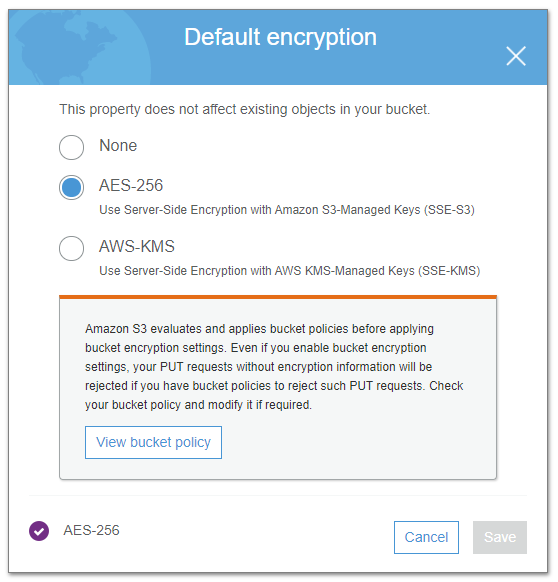 Default encryption
This property does not affect existing objects in your bucket.
None
AES-256
Use Server-Side Encryption with Amazon S3-Managed Keys (SSE-S3)
AWS-KMS
Use Server-Side Encryption with AWS KMS-Managed Keys (SSE-KMS)
Amazon S3 evaluates and applies bucket policies before applying
bucket encryption settings. Even if you enable bucket encryption
settings, your PUT requests without encryption information will be
rejected if you have bucket policies to reject such PUT requests. Check
your bucket policy and modify it if required.
View bucket policy
AES-256
Cancel
Save